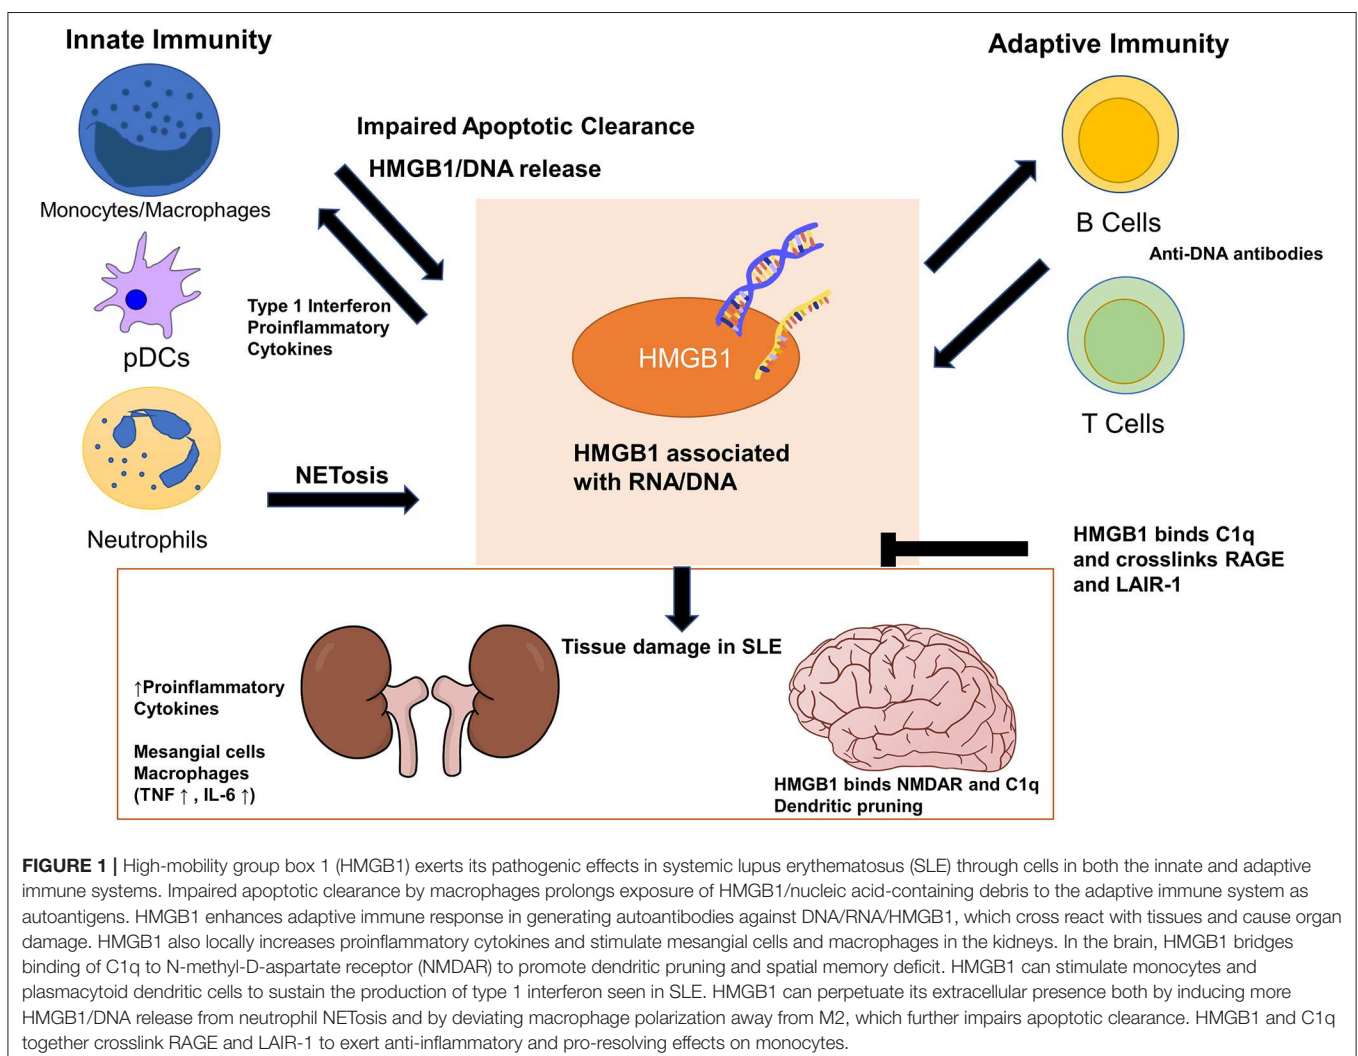 Innate Immunity
Adaptive Immunity
Impaired Apoptotic Clearance
HMGB1/DNA release
Monocytes/Macrophages
B Cells
Anti-DNA antibodies
Type 1 Interferon
Proinflammatory
Cytokines
pDCs
HMGB1
T Cells
HMGB1 associated
with RNA/DNA
NETosis
Neutrophils
HMGB1 binds C1q
and crosslinks RAGE
and LAIR-1
Tissue damage in SLE
↑Proinflammatory
Cytokines
Mesangial cells
Macrophages
(TNF ↑ , IL-6 ↑)
HMGB1 binds NMDAR and C1q
Dendritic pruning
FIGURE 1 | High-mobility group box 1 (HMGB1) exerts its pathogenic effects in systemic lupus erythematosus (SLE) through cells in both the innate and adaptive
immune systems. Impaired apoptotic clearance by macrophages prolongs exposure of HMGB1/nucleic acid-containing debris to the adaptive immune system as
autoantigens. HMGB1 enhances adaptive immune response in generating autoantibodies against DNA/RNA/HMGB1, which cross react with tissues and cause organ
damage. HMGB1 also locally increases proinflammatory cytokines and stimulate mesangial cells and macrophages in the kidneys. In the brain, HMGB1 bridges
binding of C1q to N-methyl-D-aspartate receptor (NMDAR) to promote dendritic pruning and spatial memory deficit. HMGB1 can stimulate monocytes and
plasmacytoid dendritic cells to sustain the production of type 1 interferon seen in SLE. HMGB1 can perpetuate its extracellular presence both by inducing more
HMGB1/DNA release from neutrophil NETosis and by deviating macrophage polarization away from M2, which further impairs apoptotic clearance. HMGB1 and C1q
together crosslink RAGE and LAIR-1 to exert anti-inflammatory and pro-resolving effects on monocytes.